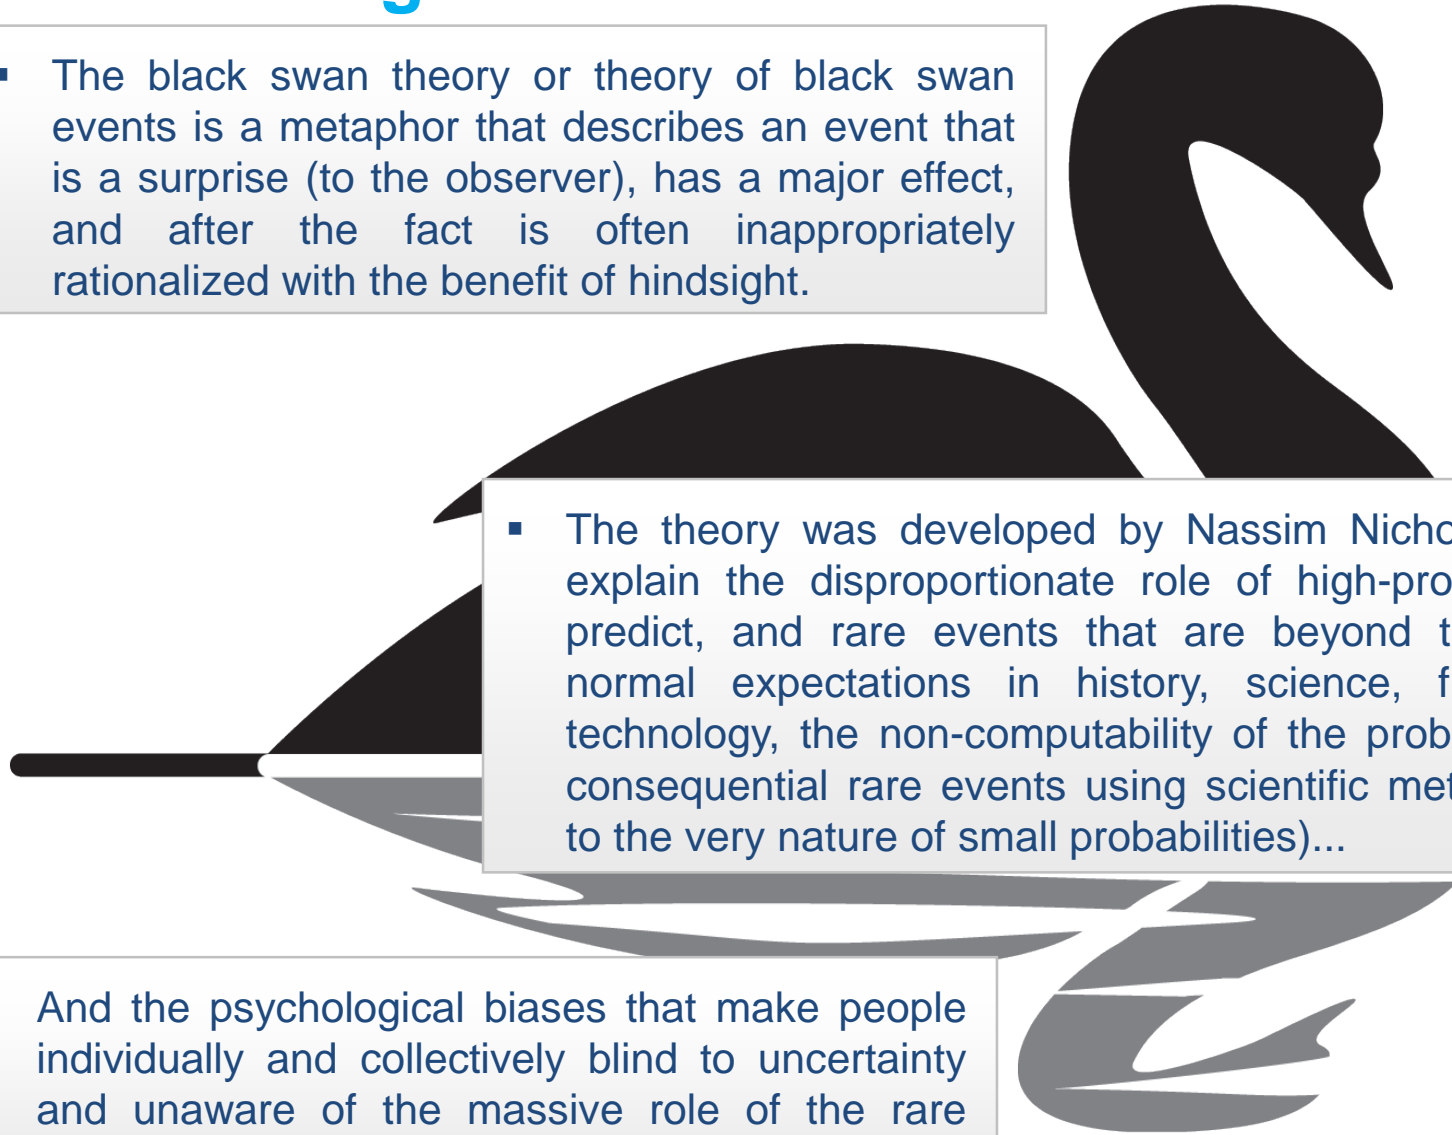 ▪ The black swan theory or theory of black swan
events is a metaphor that describes an event that
is a surprise (to the observer), has a major effect,
and after the fact is often inappropriately
rationalized with the benefit of hindsight.
▪ The theory was developed by Nassim
explain the disproportionate role of
predict, and rare events that are beyond
normal expectations in history, science,
technology, the non-computability of the
consequential rare events using scientific
to the very nature of small probabilities)...
And the psychological biases that make people
individually and collectively blind to uncertainty
and unaware of the massive role of the rare